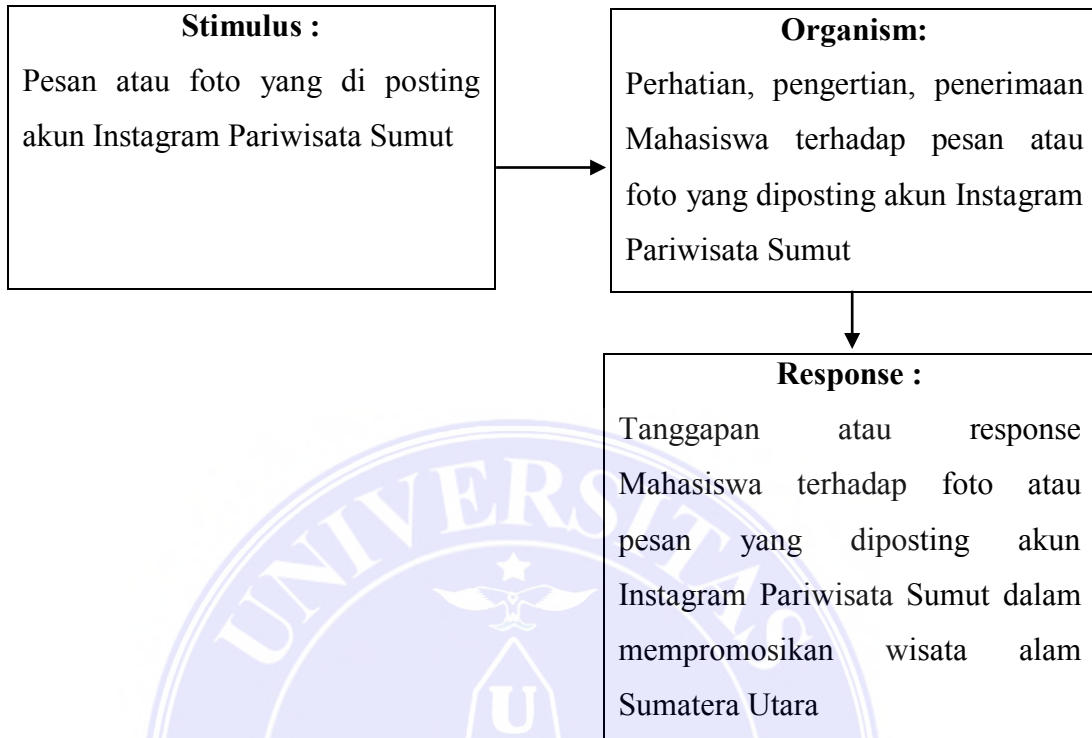 Stimulus :
Pesan atau foto yang di posting
akun Instagram Pariwisata Sumut
Organism:
Perhatian, pengertian, penerimaan
Mahasiswa terhadap pesan atau
foto yang diposting akun Instagram
Pariwisata Sumut
Response :
Tanggapan atau response
Mahasiswa terhadap foto atau
pesan yang diposting akun
Instagram Pariwisata Sumut dalam
mempromosikan wisata alam
Sumatera Utara
UNIVERSITAS
U